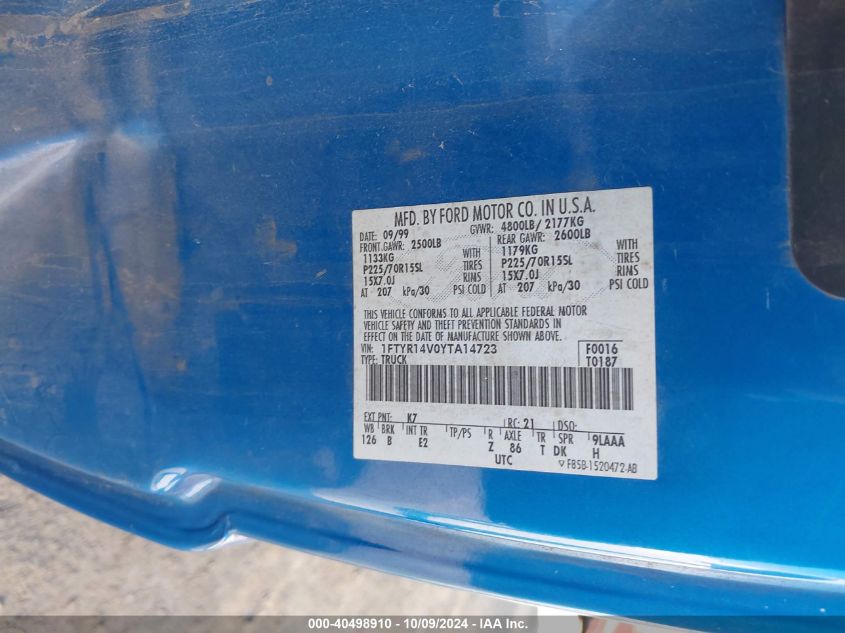 MFD. BY FORD MOTOR CO. IN U.S.A.
DATE: 09/99 GVWR: 4800LB/ 2177KG
FRONT GAWR: 2500LB REAR GAWR: 2600LB
1133KG WITH 1179KG WITH
P225/70R15SL TIRES P225/70R15SL TIRES
15X7.0J RIMS 15X7.0J RIMS
AT 207 kPa/30 PSI COLD AT 207 kPa/30 PSI COLD
THIS VEHICLE CONFORMS TO ALL APPLICABLE FEDERAL MOTOR
VEHICLE SAFETY AND THEFT PREVENTION STANDARDS IN
EFFECT ON THE DATE OF MANUFACTURE SHOWN ABOVE.
VIN: 1FTYR14V0YTA14723 F0016
TYPE: TRUCK T0187
EXT PNT: K7 RC: 21 DSO:
WB BRK INT TR TP/PS R AXLE TR SPR 9LAAA
126 B E2 Z 86 T DK H
UTC F85B-1520472-AB
000-40498910 - 10/09/2024 - IAA Inc.